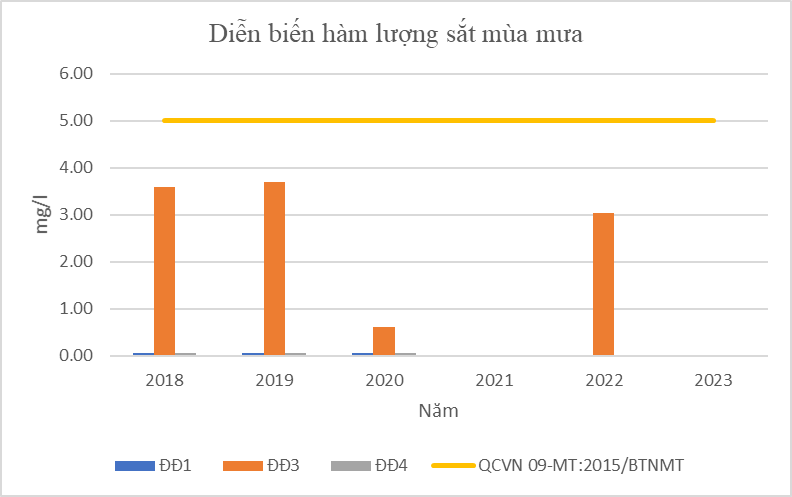 Diễn biến hàm lượng sắt mùa mưa
6.00
5.00
4.00
3.00
2.00
1.00
0.00
mg/l
2018 2019 2020 2021 2022 2023
Năm
ĐĐ1 ĐĐ3 ĐĐ4 QCVN 09-MT:2015/BTNMT